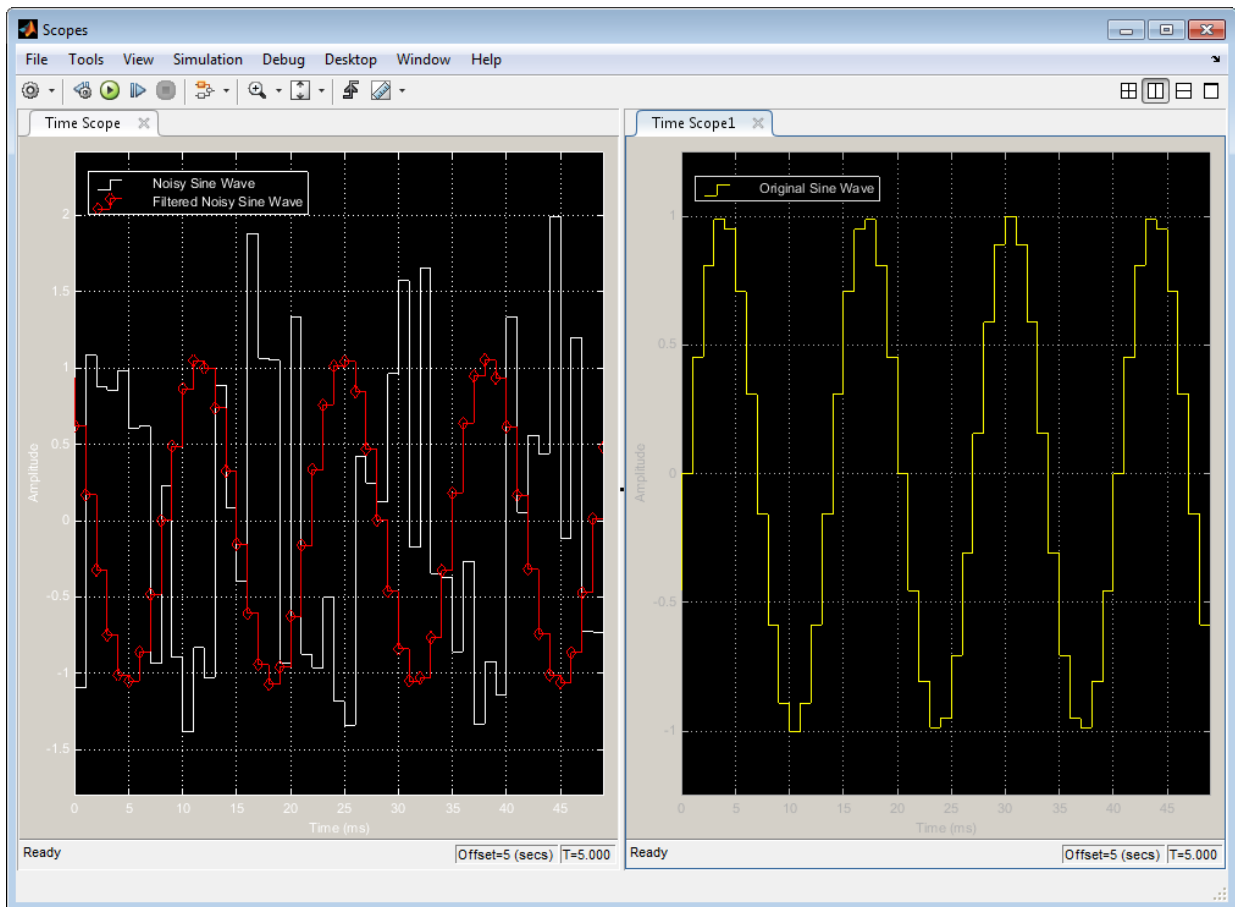 Scopes
File Tools View Simulation Debug Desktop Window Help
Time Scope
Noisy Sine Wave
Filtered Noisy Sine Wave
2
1.5
1
0.5
0
-0.5
-1
-1.5
Amplitude
0 5 10 15 20 25 30 35 40 45
Time (ms)
Ready
Offset=5 (secs) T=5.000
Time Scope1
Original Sine Wave
1
0.5
0
-0.5
-1
Amplitude
0 5 10 15 20 25 30 35 40 45
Time (ms)
Ready
Offset=5 (secs) T=5.000